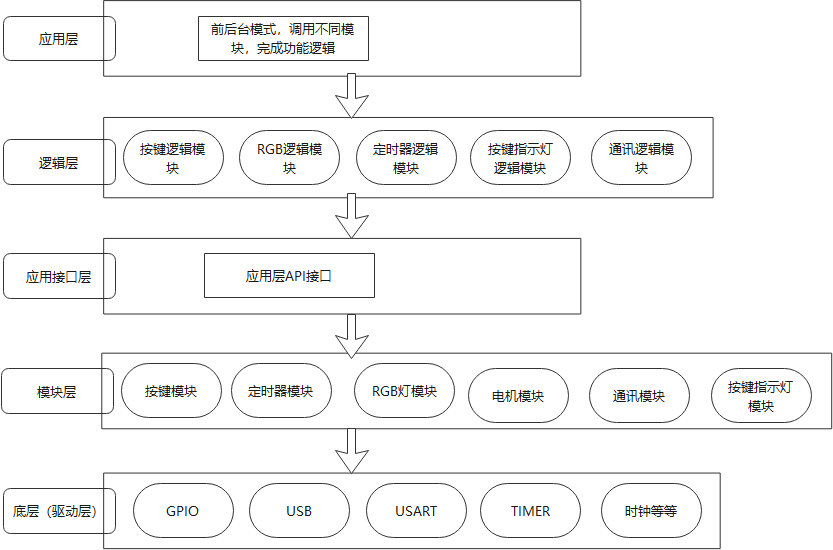 应用层
前后台模式，调用不同模
块，完成功能逻辑
逻辑层
按键逻辑模
块
RGB逻辑模
块
定时器逻辑
模块
按键指示灯
逻辑模块
通讯逻辑模
块
应用接口层
应用层API接口
模块层
按键模块
定时器模块
RGB灯模块
电机模块
通讯模块
按键指示灯
模块
底层（驱动层）
GPIO
USB
USART
TIMER
时钟等等